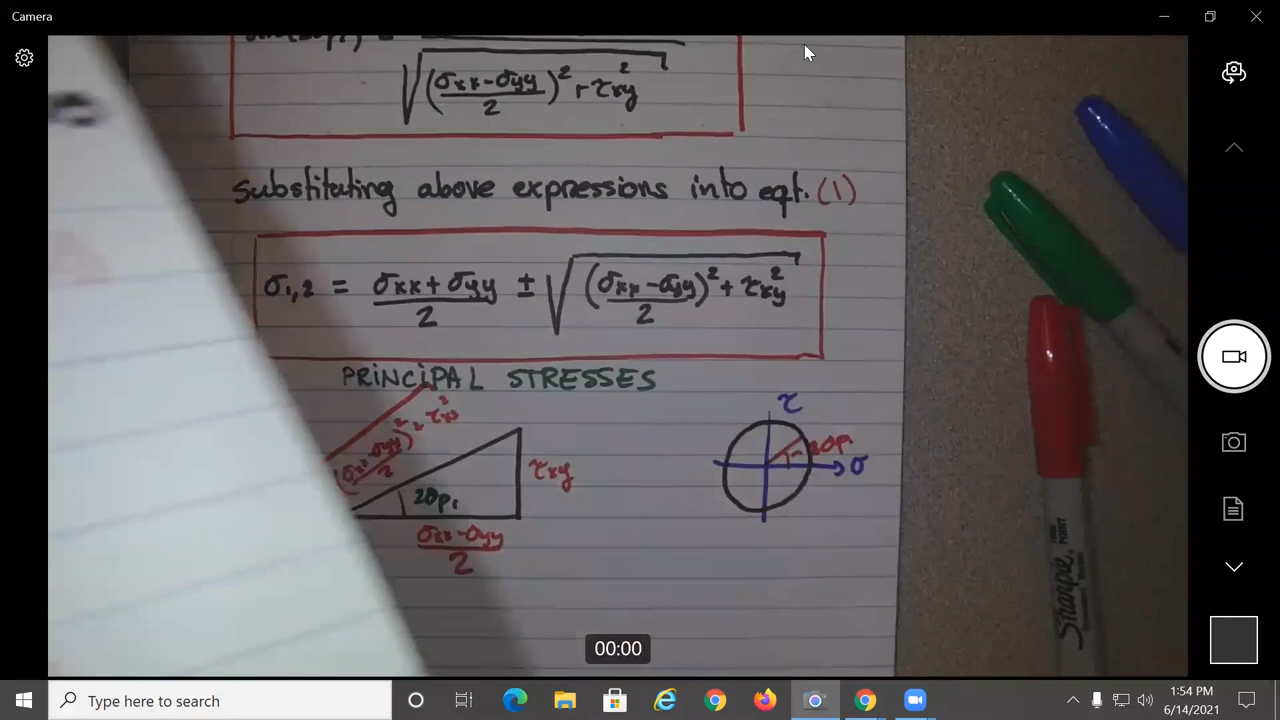 Camera
√((σxx-σyy)/2)² + τxy²
Substituting above expressions into eqt. (1)
σ1,2 = (σxx + σyy)/2 ± √((σxx - σyy)/2)² + τxy²
PRINCIPAL STRESSES
τ
τxy
2θp1
σ
2θp1
(σxx - σyy)/2
Sharpie
00:00
Type here to search
1:54 PM
6/14/2021